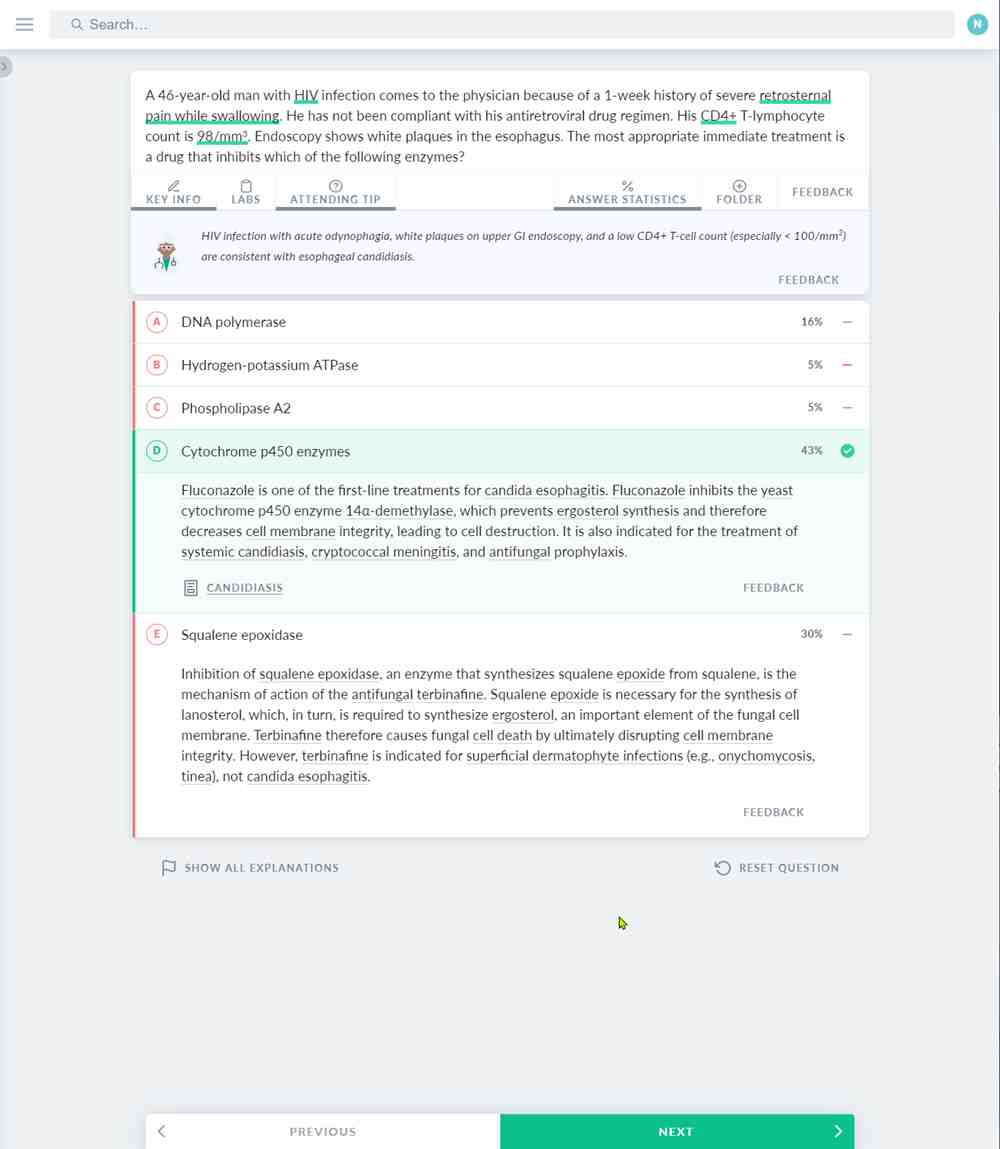 Search...
N
A 46-year-old man with HIV infection comes to the physician because of a 1-week history of severe retrosternal
pain while swallowing. He has not been compliant with his antiretroviral drug regimen. His CD4+ T-lymphocyte
count is 98/mm³. Endoscopy shows white plaques in the esophagus. The most appropriate immediate treatment is
a drug that inhibits which of the following enzymes?
KEY INFO LABS ATTENDING TIP ANSWER STATISTICS FOLDER FEEDBACK
HIV infection with acute odynophagia, white plaques on upper GI endoscopy, and a low CD4+ T-cell count (especially < 100/mm³)
are consistent with esophageal candidiasis.
FEEDBACK
A DNA polymerase 16%
B Hydrogen-potassium ATPase 5%
C Phospholipase A2 5%
D Cytochrome p450 enzymes 43%
Fluconazole is one of the first-line treatments for candida esophagitis. Fluconazole inhibits the yeast
cytochrome p450 enzyme 14α-demethylase, which prevents ergosterol synthesis and therefore
decreases cell membrane integrity, leading to cell destruction. It is also indicated for the treatment of
systemic candidiasis, cryptococcal meningitis, and antifungal prophylaxis.
CANDIDIASIS FEEDBACK
E Squalene epoxidase 30%
Inhibition of squalene epoxidase, an enzyme that synthesizes squalene epoxide from squalene, is the
mechanism of action of the antifungal terbinafine. Squalene epoxide is necessary for the synthesis of
lanosterol, which, in turn, is required to synthesize ergosterol, an important element of the fungal cell
membrane. Terbinafine therefore causes fungal cell death by ultimately disrupting cell membrane
integrity. However, terbinafine is indicated for superficial dermatophyte infections (e.g., onychomycosis,
tinea), not candida esophagitis.
FEEDBACK
SHOW ALL EXPLANATIONS RESET QUESTION
PREVIOUS NEXT